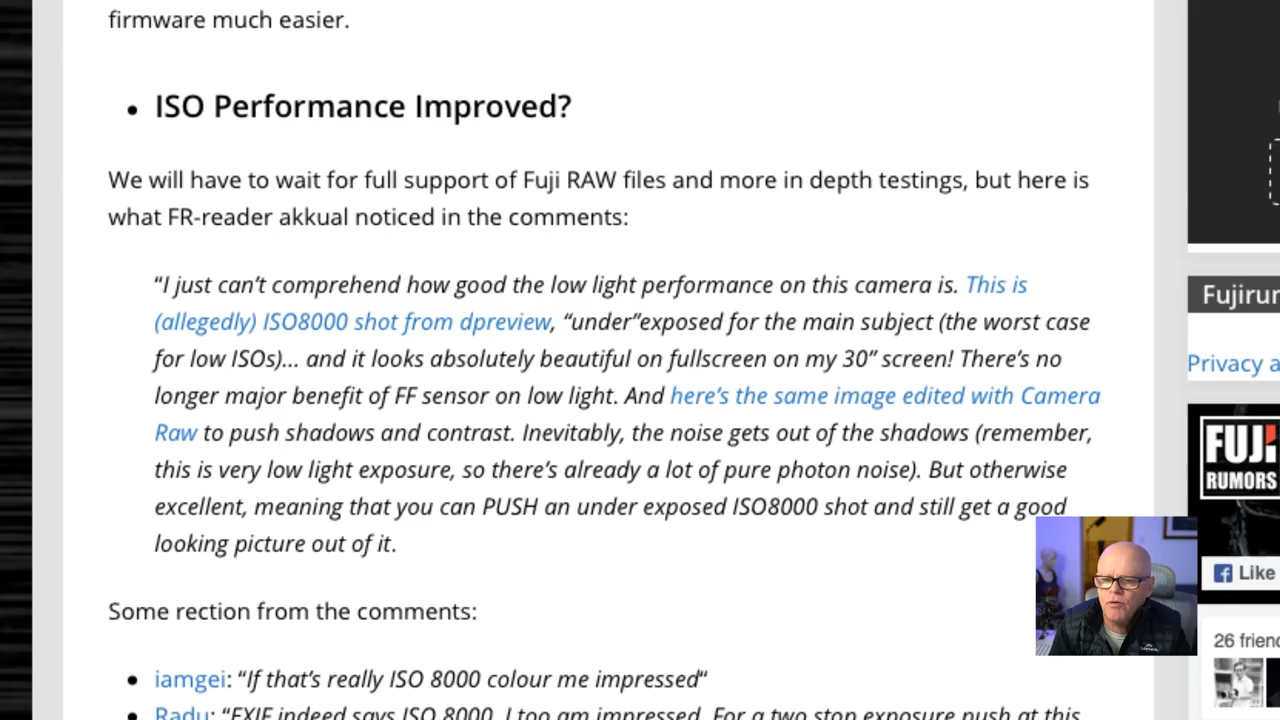 firmware much easier.
• ISO Performance Improved?
We will have to wait for full support of Fuji RAW files and more in depth testings, but here is
what FR-reader akkual noticed in the comments:
“I just can’t comprehend how good the low light performance on this camera is. This is
(allegedly) ISO8000 shot from dpreview, “under”exposed for the main subject (the worst case
for low ISOs)… and it looks absolutely beautiful on fullscreen on my 30” screen! There’s no
longer major benefit of FF sensor on low light. And here’s the same image edited with Camera
Raw to push shadows and contrast. Inevitably, the noise gets out of the shadows (remember,
this is very low light exposure, so there’s already a lot of pure photon noise). But otherwise
excellent, meaning that you can PUSH an under exposed ISO8000 shot and still get a good
looking picture out of it.
Some rection from the comments:
• iamgei: “If that’s really ISO 8000 colour me impressed“
• Radu: “EXIF indeed says ISO 8000. I too am impressed. For a two stop exposure push at this
Fujirur
Privacy a
FUJI
RUMORS
Like
26 friend